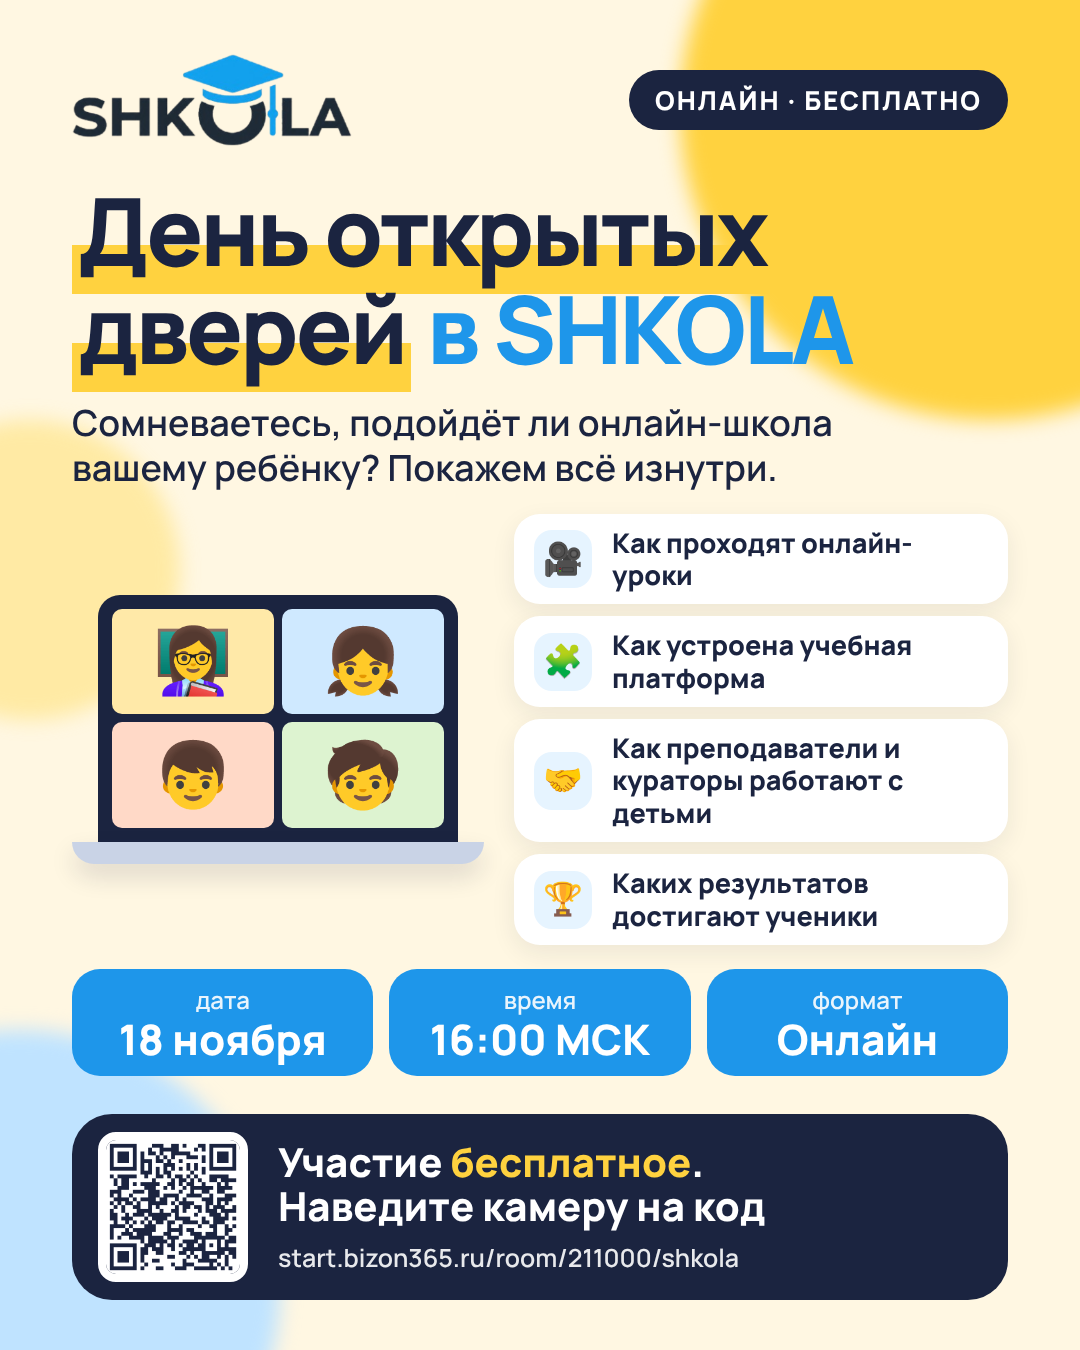 SHKOLA
ОНЛАЙН · БЕСПЛАТНО
День открытых
дверей в SHKOLA
Сомневаетесь, подойдёт ли онлайн-школа
вашему ребёнку? Покажем всё изнутри.
Как проходят онлайн-
уроки
Как устроена учебная
платформа
Как преподаватели и
кураторы работают с
детьми
Каких результатов
достигают ученики
дата
18 ноября
время
16:00 МСК
формат
Онлайн
Участие бесплатное.
Наведите камеру на код
start.bizon365.ru/room/211000/shkola